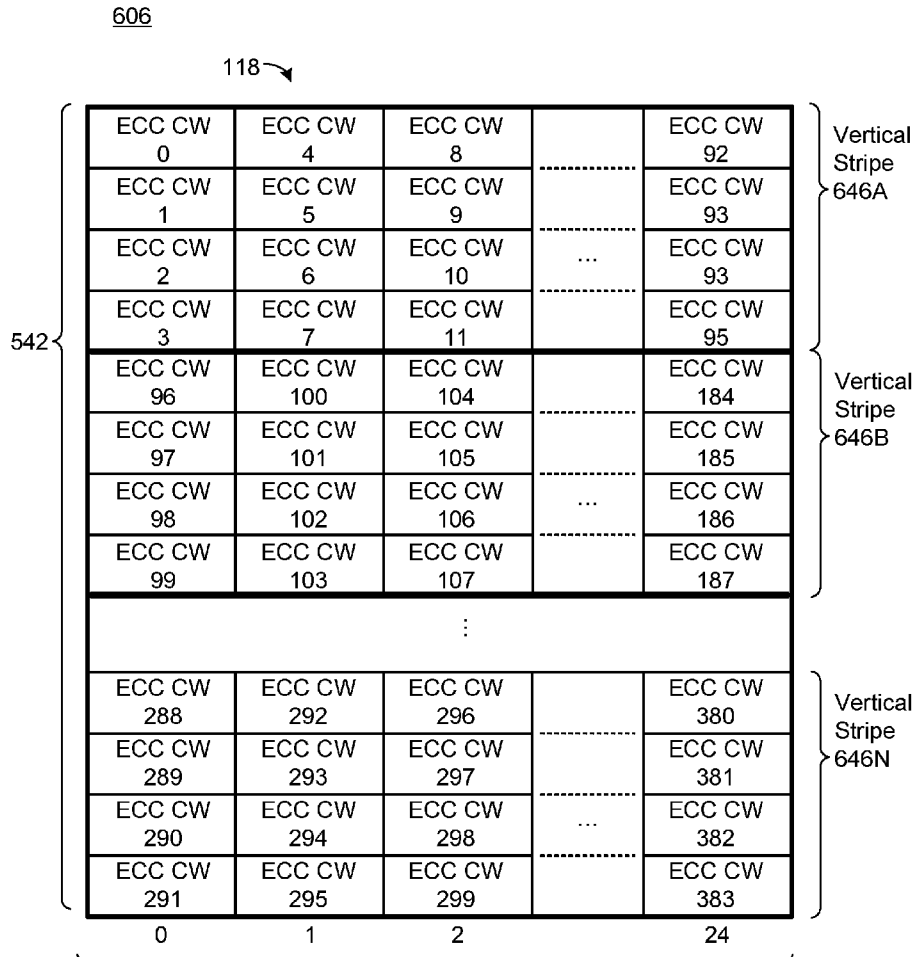 606
118
ECC CW ECC CW ECC CW ECC CW
0 4 8 92
ECC CW ECC CW ECC CW ECC CW
1 5 9 93
ECC CW ECC CW ECC CW ECC CW
2 6 10 ... 93
ECC CW ECC CW ECC CW ECC CW
3 7 11 95
Vertical
Stripe
646A
542
ECC CW ECC CW ECC CW ECC CW
96 100 104 184
ECC CW ECC CW ECC CW ECC CW
97 101 105 185
ECC CW ECC CW ECC CW ECC CW
98 102 106 ... 186
ECC CW ECC CW ECC CW ECC CW
99 103 107 187
Vertical
Stripe
646B
⋮
ECC CW ECC CW ECC CW ECC CW
288 292 296 380
ECC CW ECC CW ECC CW ECC CW
289 293 297 381
ECC CW ECC CW ECC CW ECC CW
290 294 298 ... 382
ECC CW ECC CW ECC CW ECC CW
291 295 299 383
Vertical
Stripe
646N
0 1 2 24